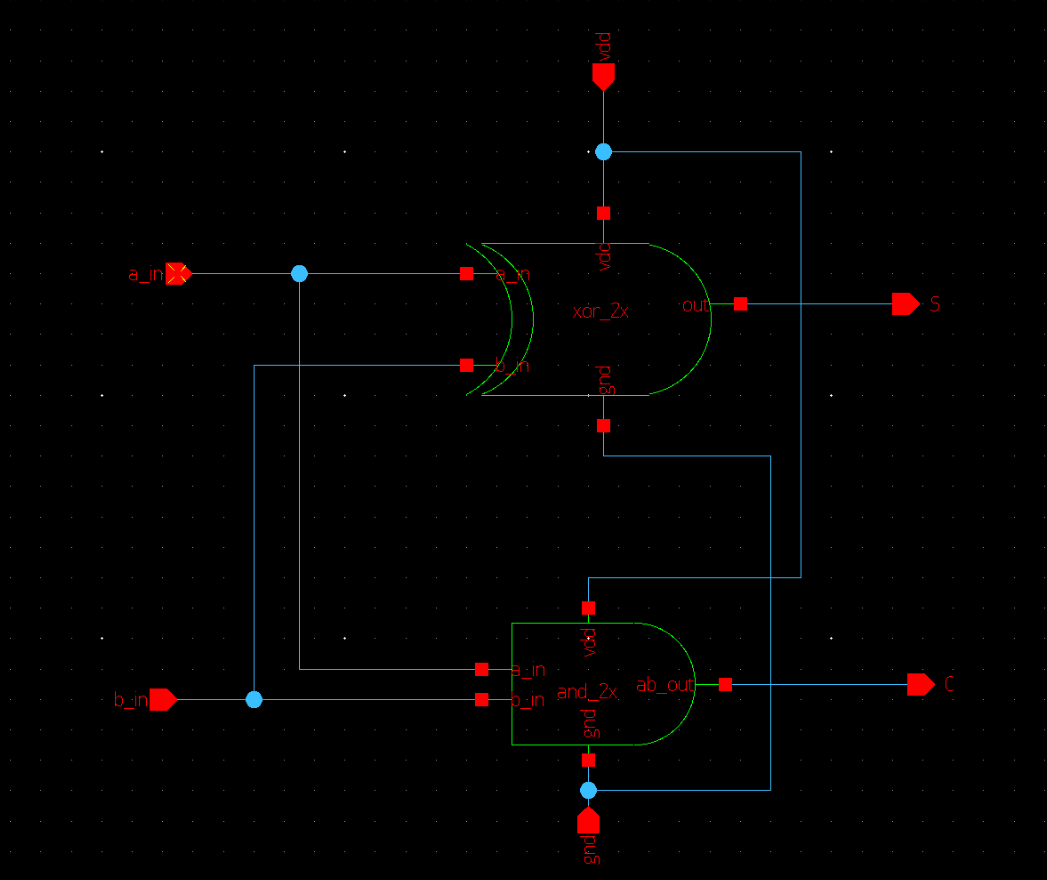 vdd
a_in
a_in
vdd
xor_2x
out
S
b_in
gnd
vdd
a_in
and_2x
ab_out
C
b_in
b_in
gnd
gnd